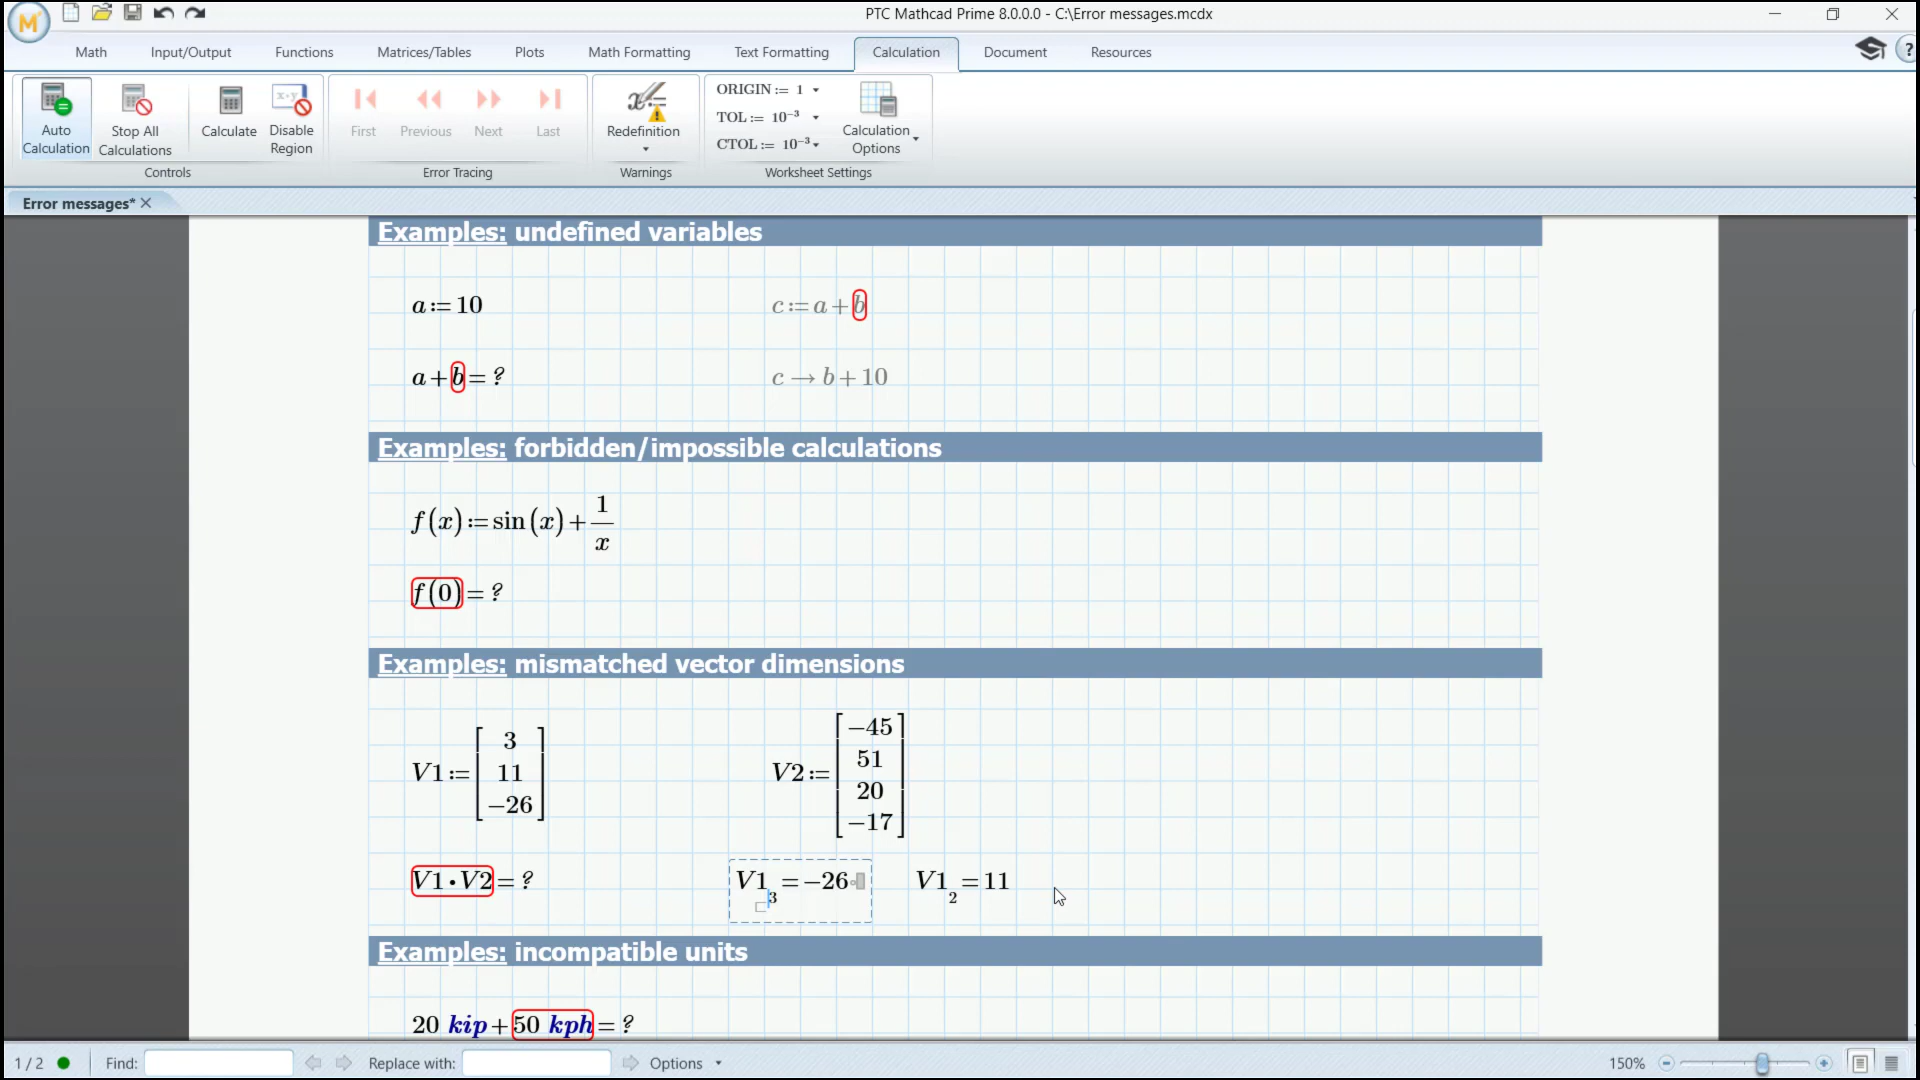 M
PTC Mathcad Prime 8.0.0.0 - C:\Error messages.mcdx
Math Input/Output Functions Matrices/Tables Plots Math Formatting Text Formatting Calculation Document Resources ?
Auto Calculation
Stop All Calculations
Calculate
x·y
Disable Region
Controls
First Previous Next Last
Error Tracing
Redefinition
Warnings
ORIGIN := 1
TOL := 10⁻³
CTOL := 10⁻³
Calculation Options
Worksheet Settings
Error messages*
Examples: undefined variables
a := 10
c := a + b
a + b = ?
c → b + 10
Examples: forbidden/impossible calculations
f(x) := sin(x) + 1/x
f(0) = ?
Examples: mismatched vector dimensions
V1 := [3 11 −26]
V2 := [−45 51 20 −17]
V1 · V2 = ?
V1₃ = −26
V1₂ = 11
Examples: incompatible units
20 kip + 50 kph = ?
1 / 2 Find: Replace with: Options 150%